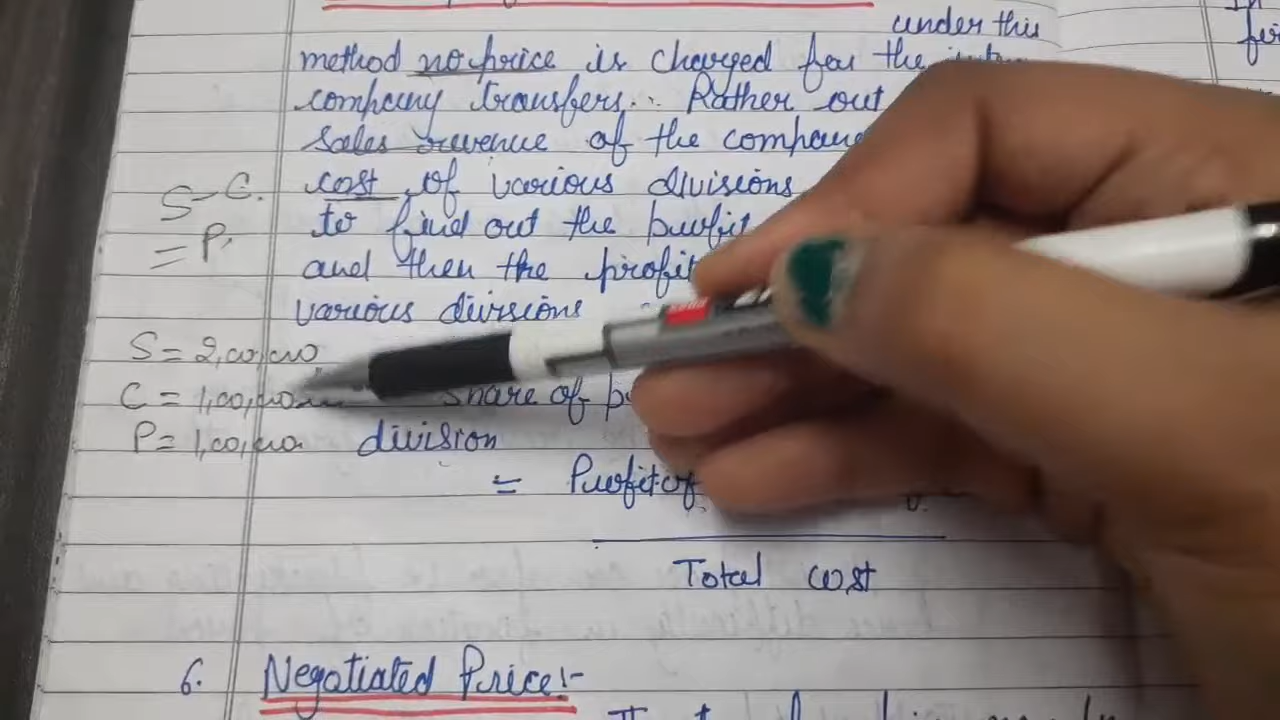 under this
method no price is charged for the
company transfers.. Rather out
sales revenue of the
cost of various divisions
to find out the
and then the profit
various divisions
S - C.
= P.
S = 2,00,000
C = 1,00,000
P = 1,00,000
Share of
division
= Profit of
Total cost
6. Negotiated Price:-